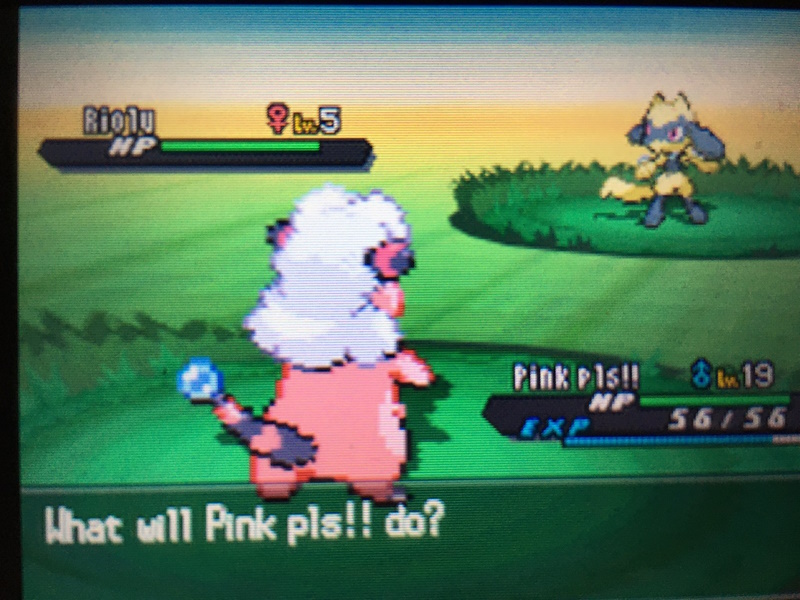 Riolu ♀ Lv.5
HP
Pink pls!! ♂ Lv.19
HP
56/56
EXP
What will Pink pls!! do?